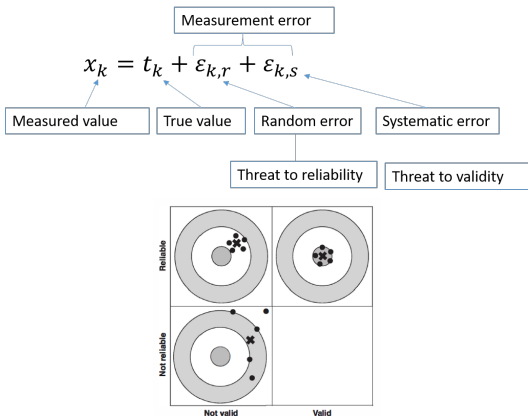 Measurement error
x_k = t_k + ε_{k,r} + ε_{k,s}
Measured value
True value
Random error
Systematic error
Threat to reliability
Threat to validity
Reliable
Not reliable
Not valid
Valid